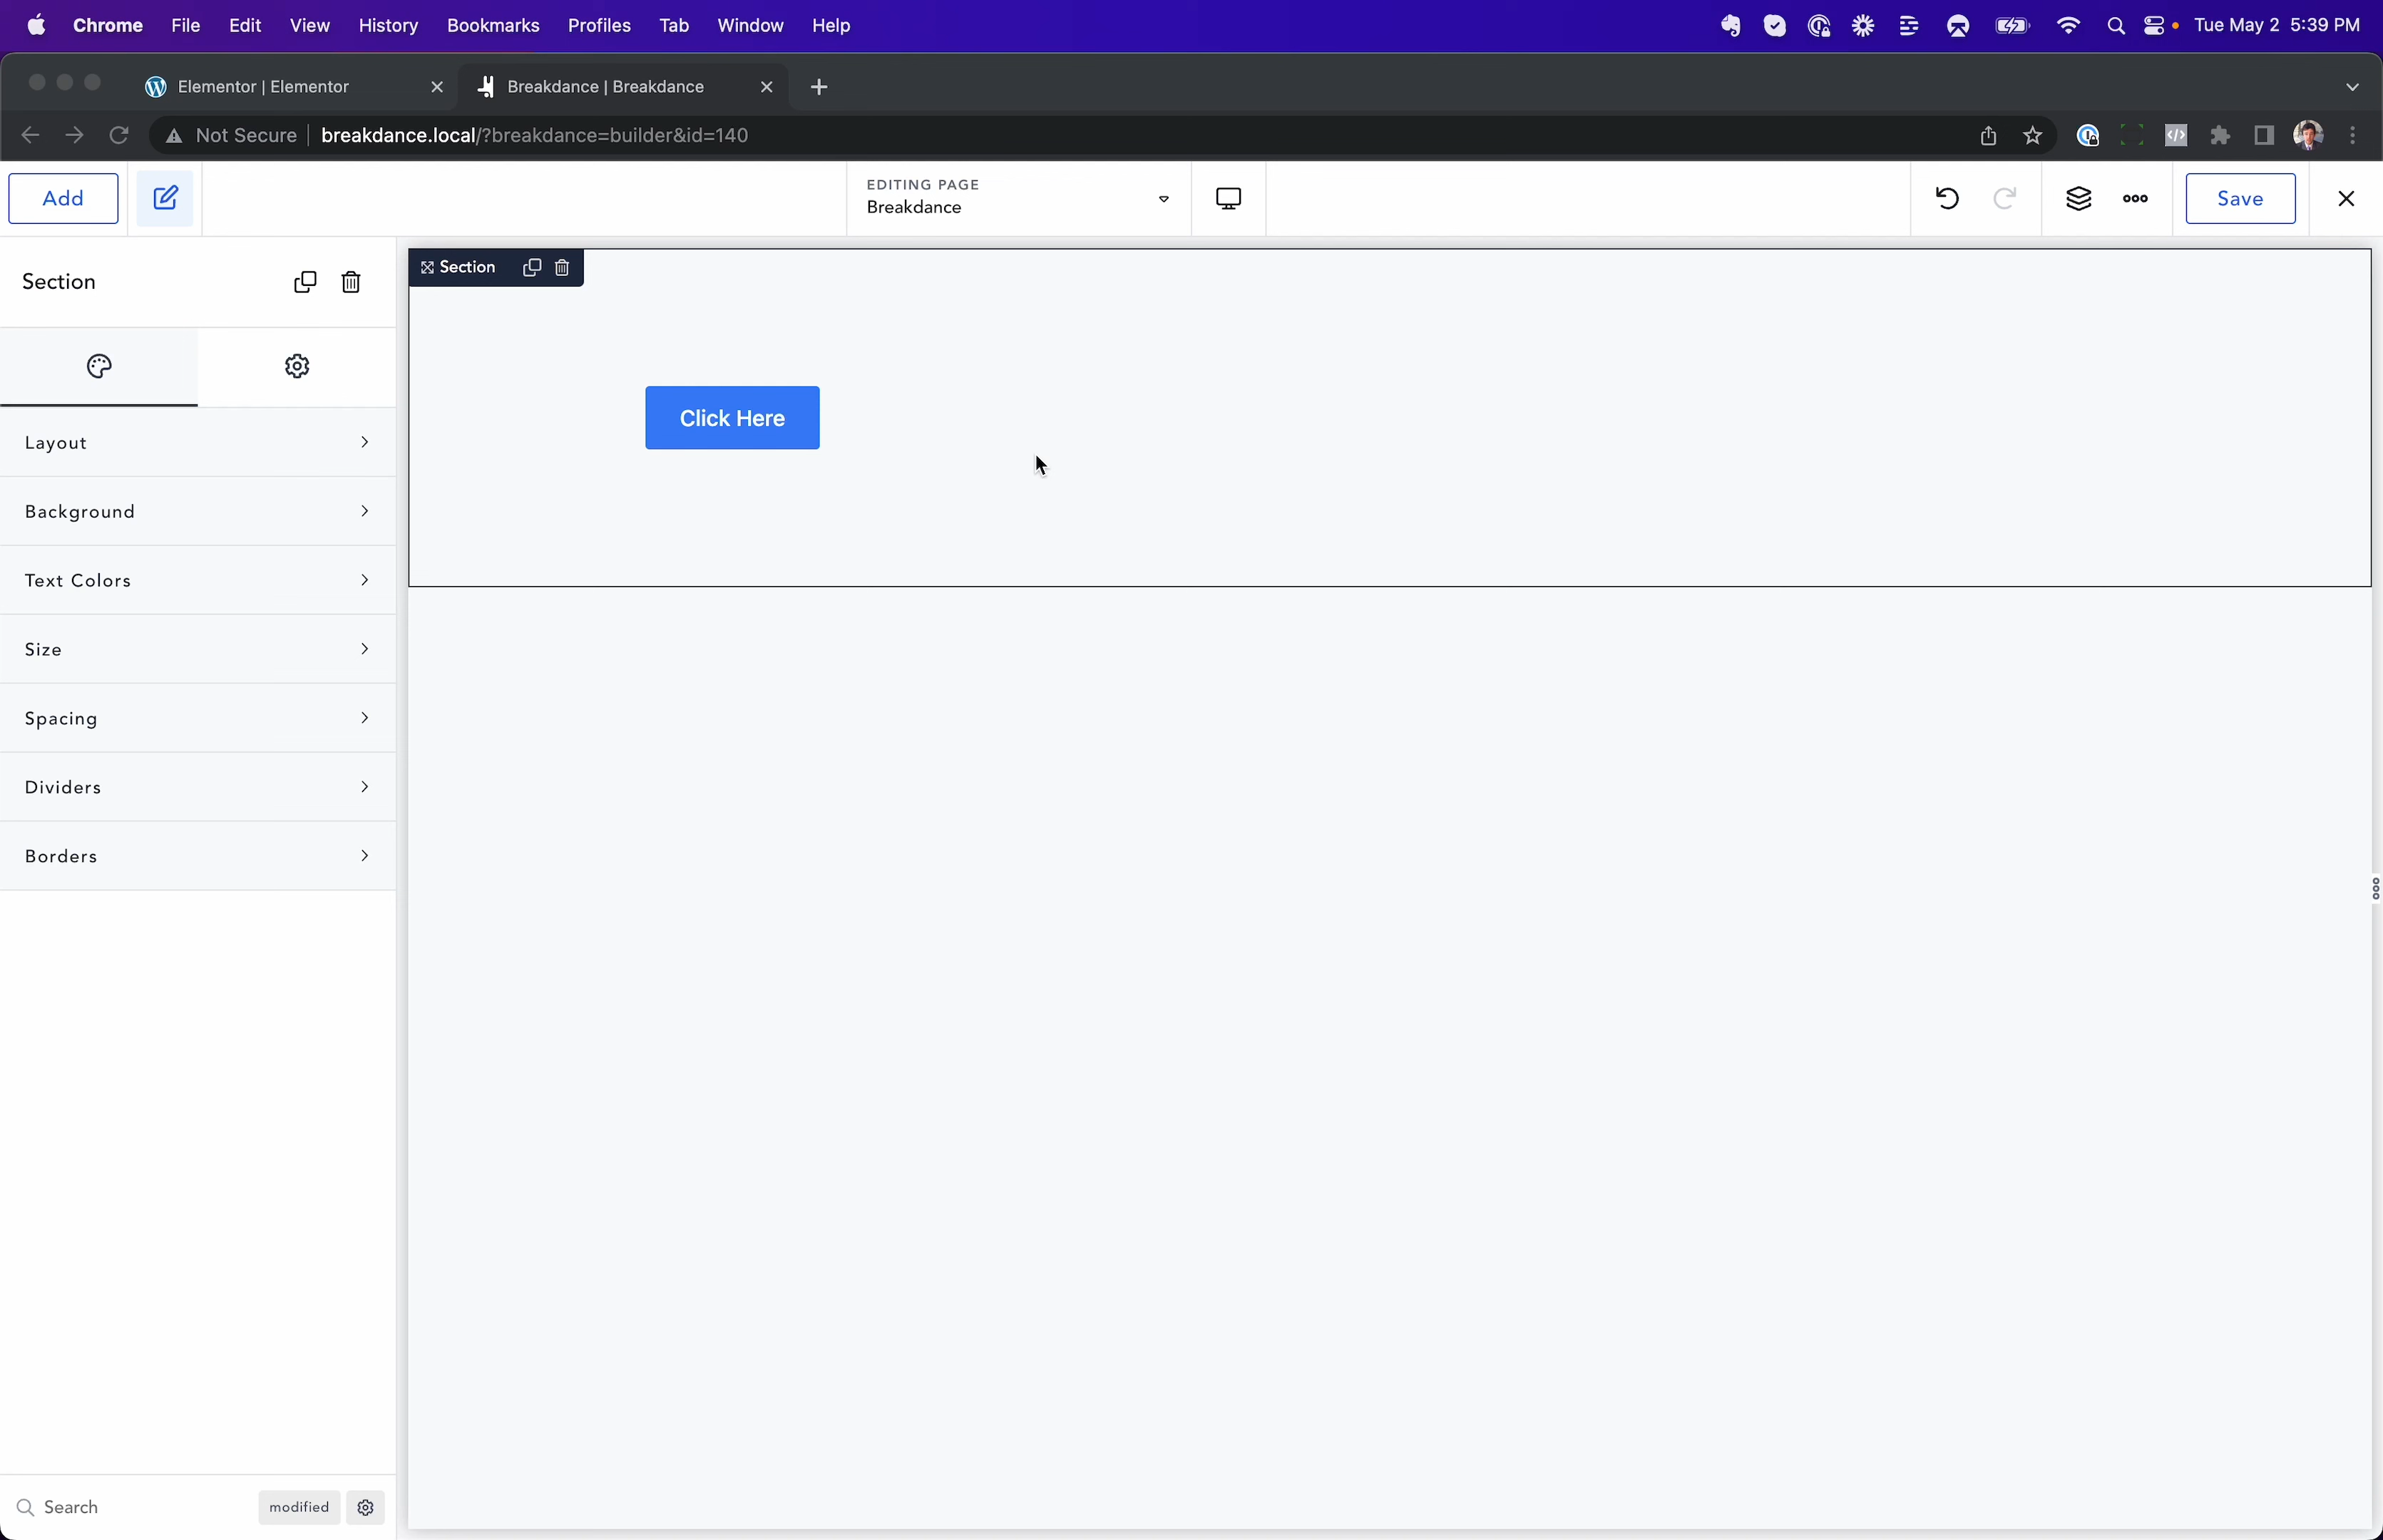 Chrome File Edit View History Bookmarks Profiles Tab Window Help Tue May 2 5:39 PM
Elementor | Elementor Breakdance | Breakdance
Not Secure breakdance.local/?breakdance=builder&id=140
Add EDITING PAGE Save
Breakdance
Section Section
Click Here
Layout
Background
Text Colors
Size
Spacing
Dividers
Borders
Search modified